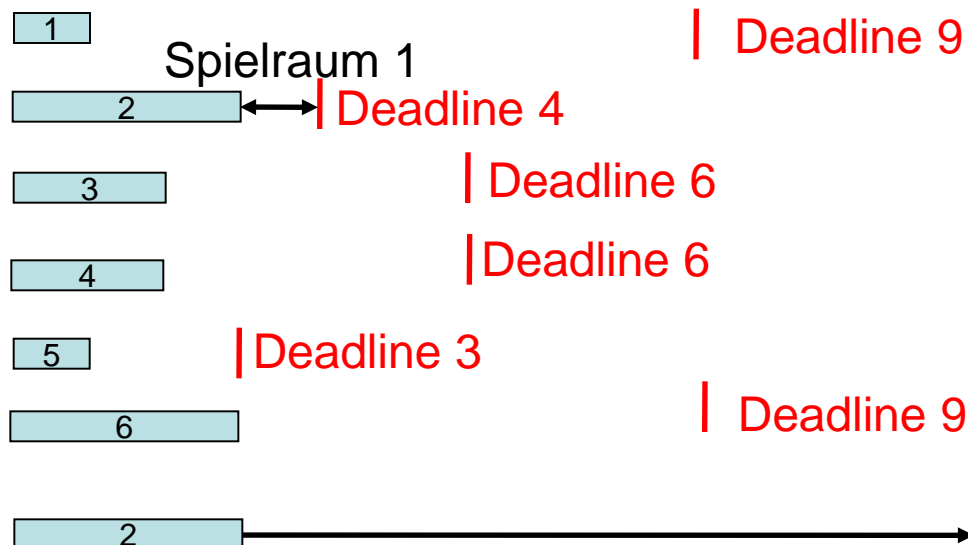 1
Deadline 9
Spielraum 1
2
Deadline 4
3
Deadline 6
4
Deadline 6
5
Deadline 3
6
Deadline 9
2